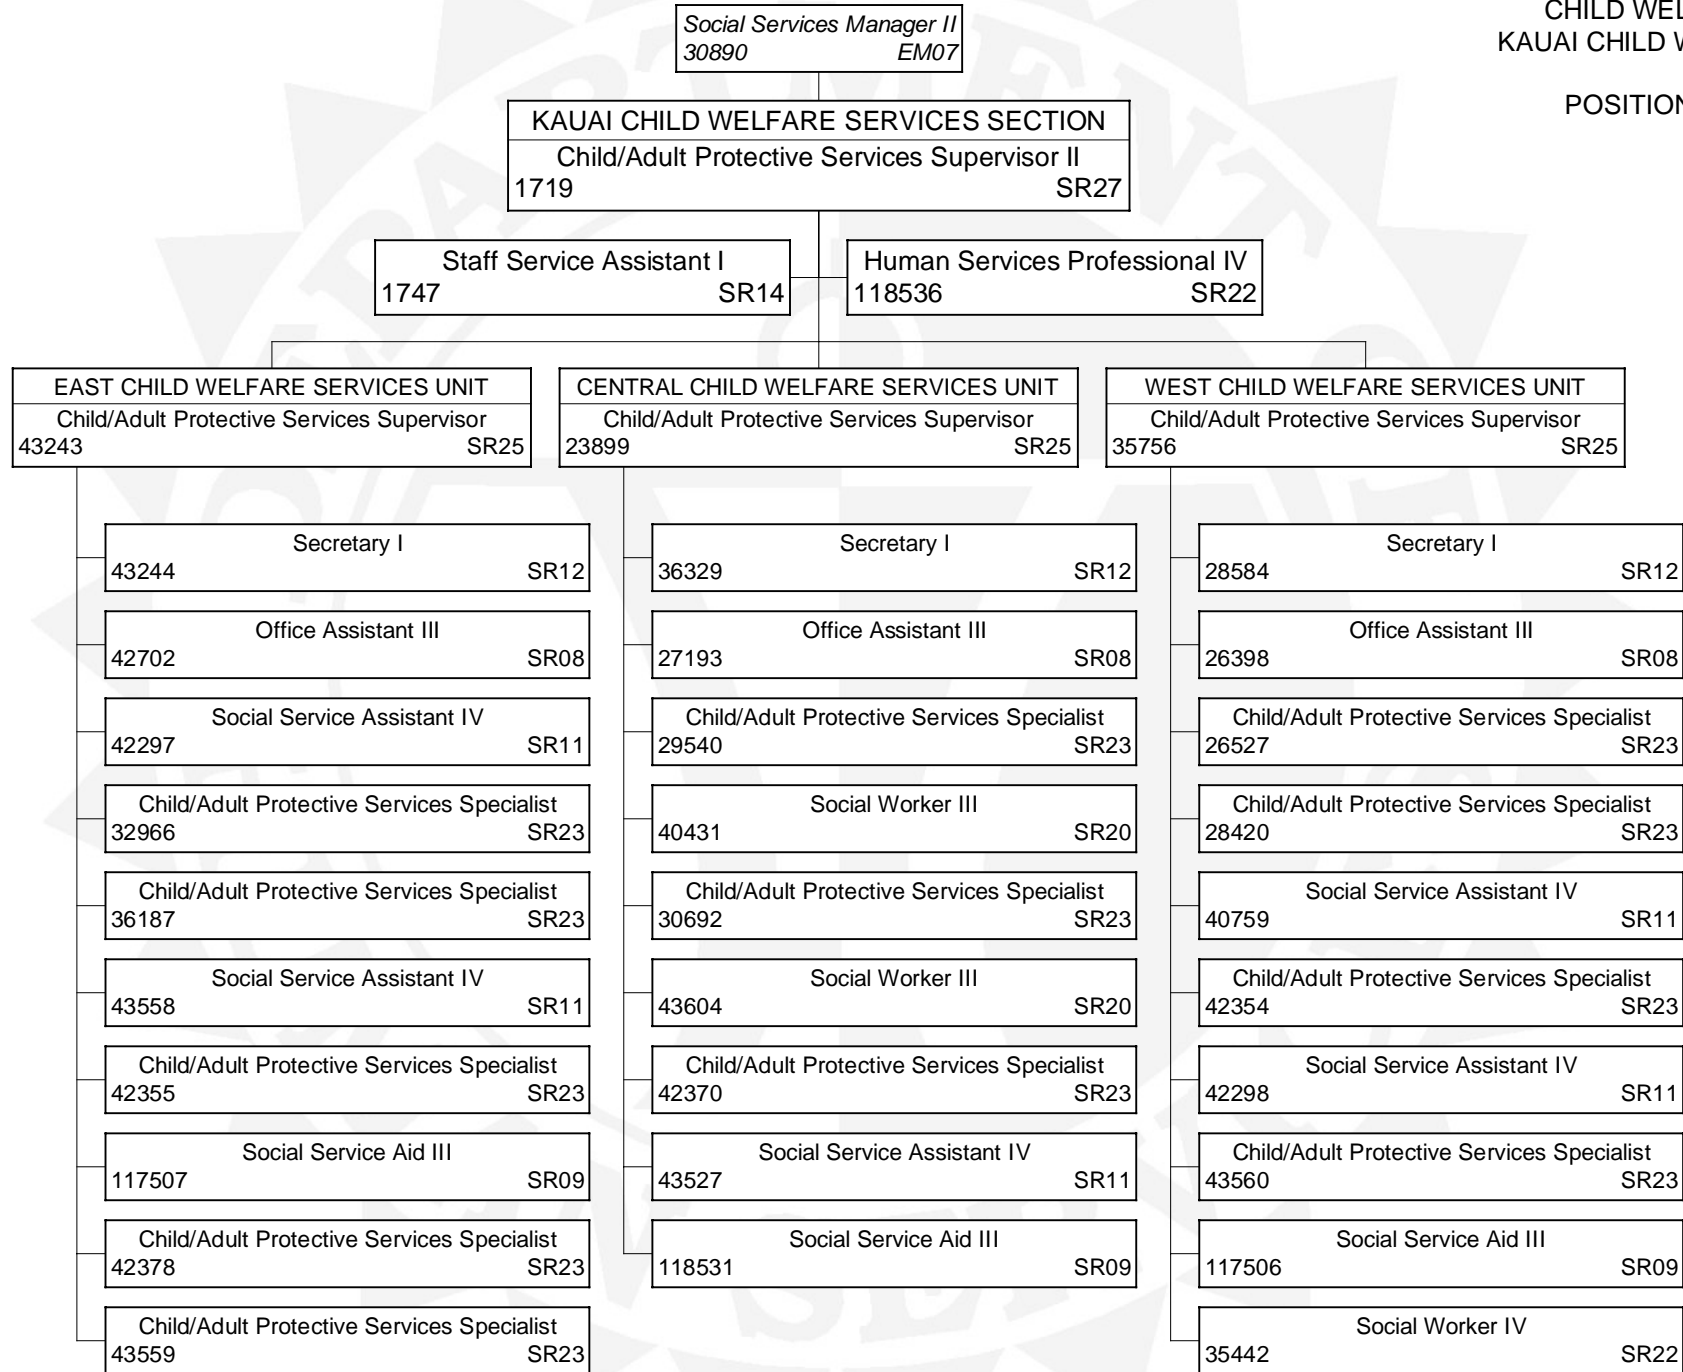 Social Services Manager II
30890 EM07
CHILD WEL
KAUAI CHILD W
POSITION
KAUAI CHILD WELFARE SERVICES SECTION
Child/Adult Protective Services Supervisor II
1719 SR27
Staff Service Assistant I
1747 SR14
Human Services Professional IV
118536 SR22
EAST CHILD WELFARE SERVICES UNIT
Child/Adult Protective Services Supervisor
43243 SR25
Secretary I
43244 SR12
Office Assistant III
42702 SR08
Social Service Assistant IV
42297 SR11
Child/Adult Protective Services Specialist
32966 SR23
Child/Adult Protective Services Specialist
36187 SR23
Social Service Assistant IV
43558 SR11
Child/Adult Protective Services Specialist
42355 SR23
Social Service Aid III
117507 SR09
Child/Adult Protective Services Specialist
42378 SR23
Child/Adult Protective Services Specialist
43559 SR23
CENTRAL CHILD WELFARE SERVICES UNIT
Child/Adult Protective Services Supervisor
23899 SR25
Secretary I
36329 SR12
Office Assistant III
27193 SR08
Child/Adult Protective Services Specialist
29540 SR23
Social Worker III
40431 SR20
Child/Adult Protective Services Specialist
30692 SR23
Social Worker III
43604 SR20
Child/Adult Protective Services Specialist
42370 SR23
Social Service Assistant IV
43527 SR11
Social Service Aid III
118531 SR09
WEST CHILD WELFARE SERVICES UNIT
Child/Adult Protective Services Supervisor
35756 SR25
Secretary I
28584 SR12
Office Assistant III
26398 SR08
Child/Adult Protective Services Specialist
26527 SR23
Child/Adult Protective Services Specialist
28420 SR23
Social Service Assistant IV
40759 SR11
Child/Adult Protective Services Specialist
42354 SR23
Social Service Assistant IV
42298 SR11
Child/Adult Protective Services Specialist
43560 SR23
Social Service Aid III
117506 SR09
Social Worker IV
35442 SR22